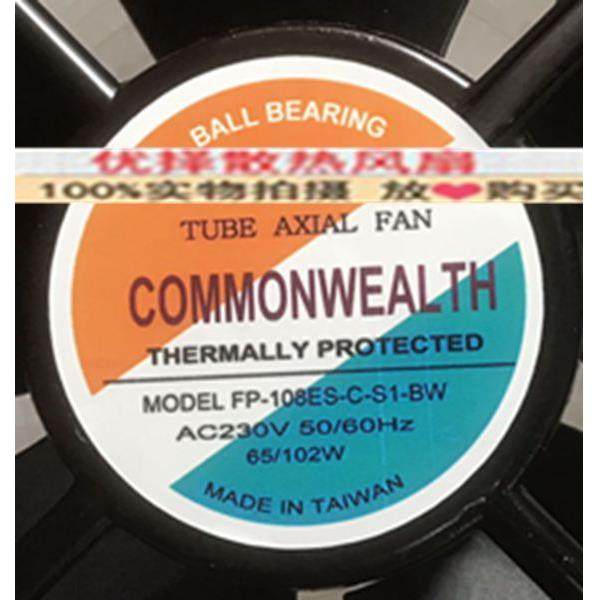 BALL BEARING
优择散热风扇
100%实物拍摄 放❤购买
TUBE AXIAL FAN
COMMONWEALTH
THERMALLY PROTECTED
MODEL FP-108ES-C-S1-BW
AC230V 50/60Hz
65/102W
MADE IN TAIWAN